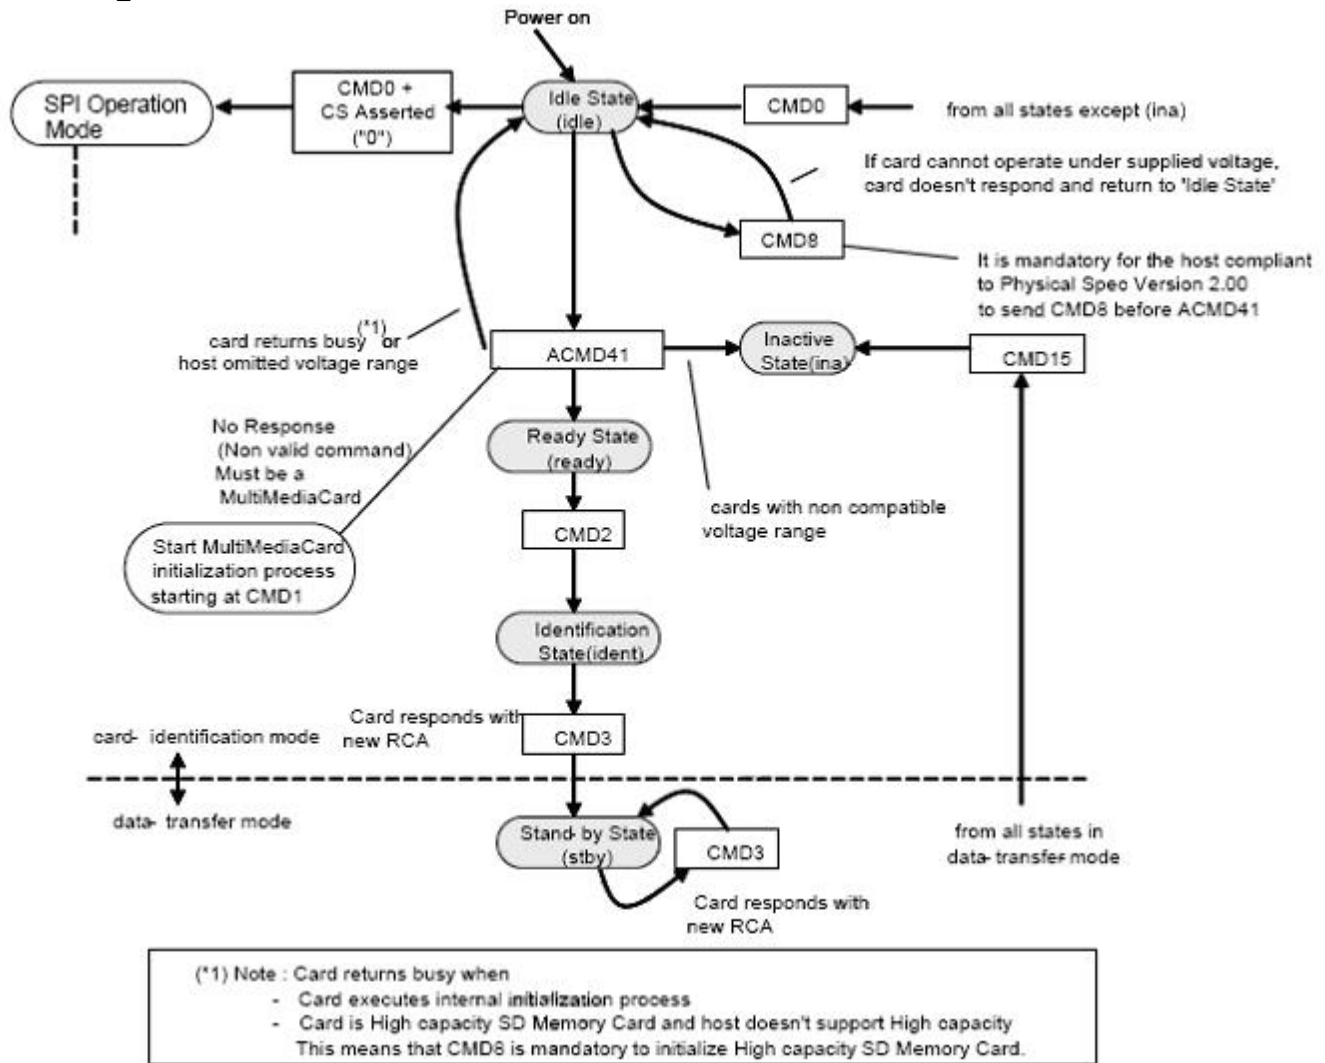 Power on
SPI Operation
Mode
CMD0 +
CS Asserted
("0")
Idle State
(idle)
CMD0
from all states except (ina)
If card cannot operate under supplied voltage,
card doesn't respond and return to 'Idle State'
CMD8
It is mandatory for the host compliant
to Physical Spec Version 2.00
to send CMD8 before ACMD41
card returns busy (*1) or
host omitted voltage range
ACMD41
Inactive
State(ina)
CMD15
No Response
(Non valid command)
Must be a
MultiMediaCard
Ready State
(ready)
cards with non compatible
voltage range
CMD2
Start MultiMediaCard
initialization process
starting at CMD1
Identification
State(ident)
Card responds with
new RCA
CMD3
card- identification mode
data- transfer mode
Stand- by State
(stby)
CMD3
Card responds with
new RCA
from all states in
data-transfer mode
(*1) Note : Card returns busy when
- Card executes internal initialization process
- Card is High capacity SD Memory Card and host doesn't support High capacity
This means that CMD8 is mandatory to initialize High capacity SD Memory Card.